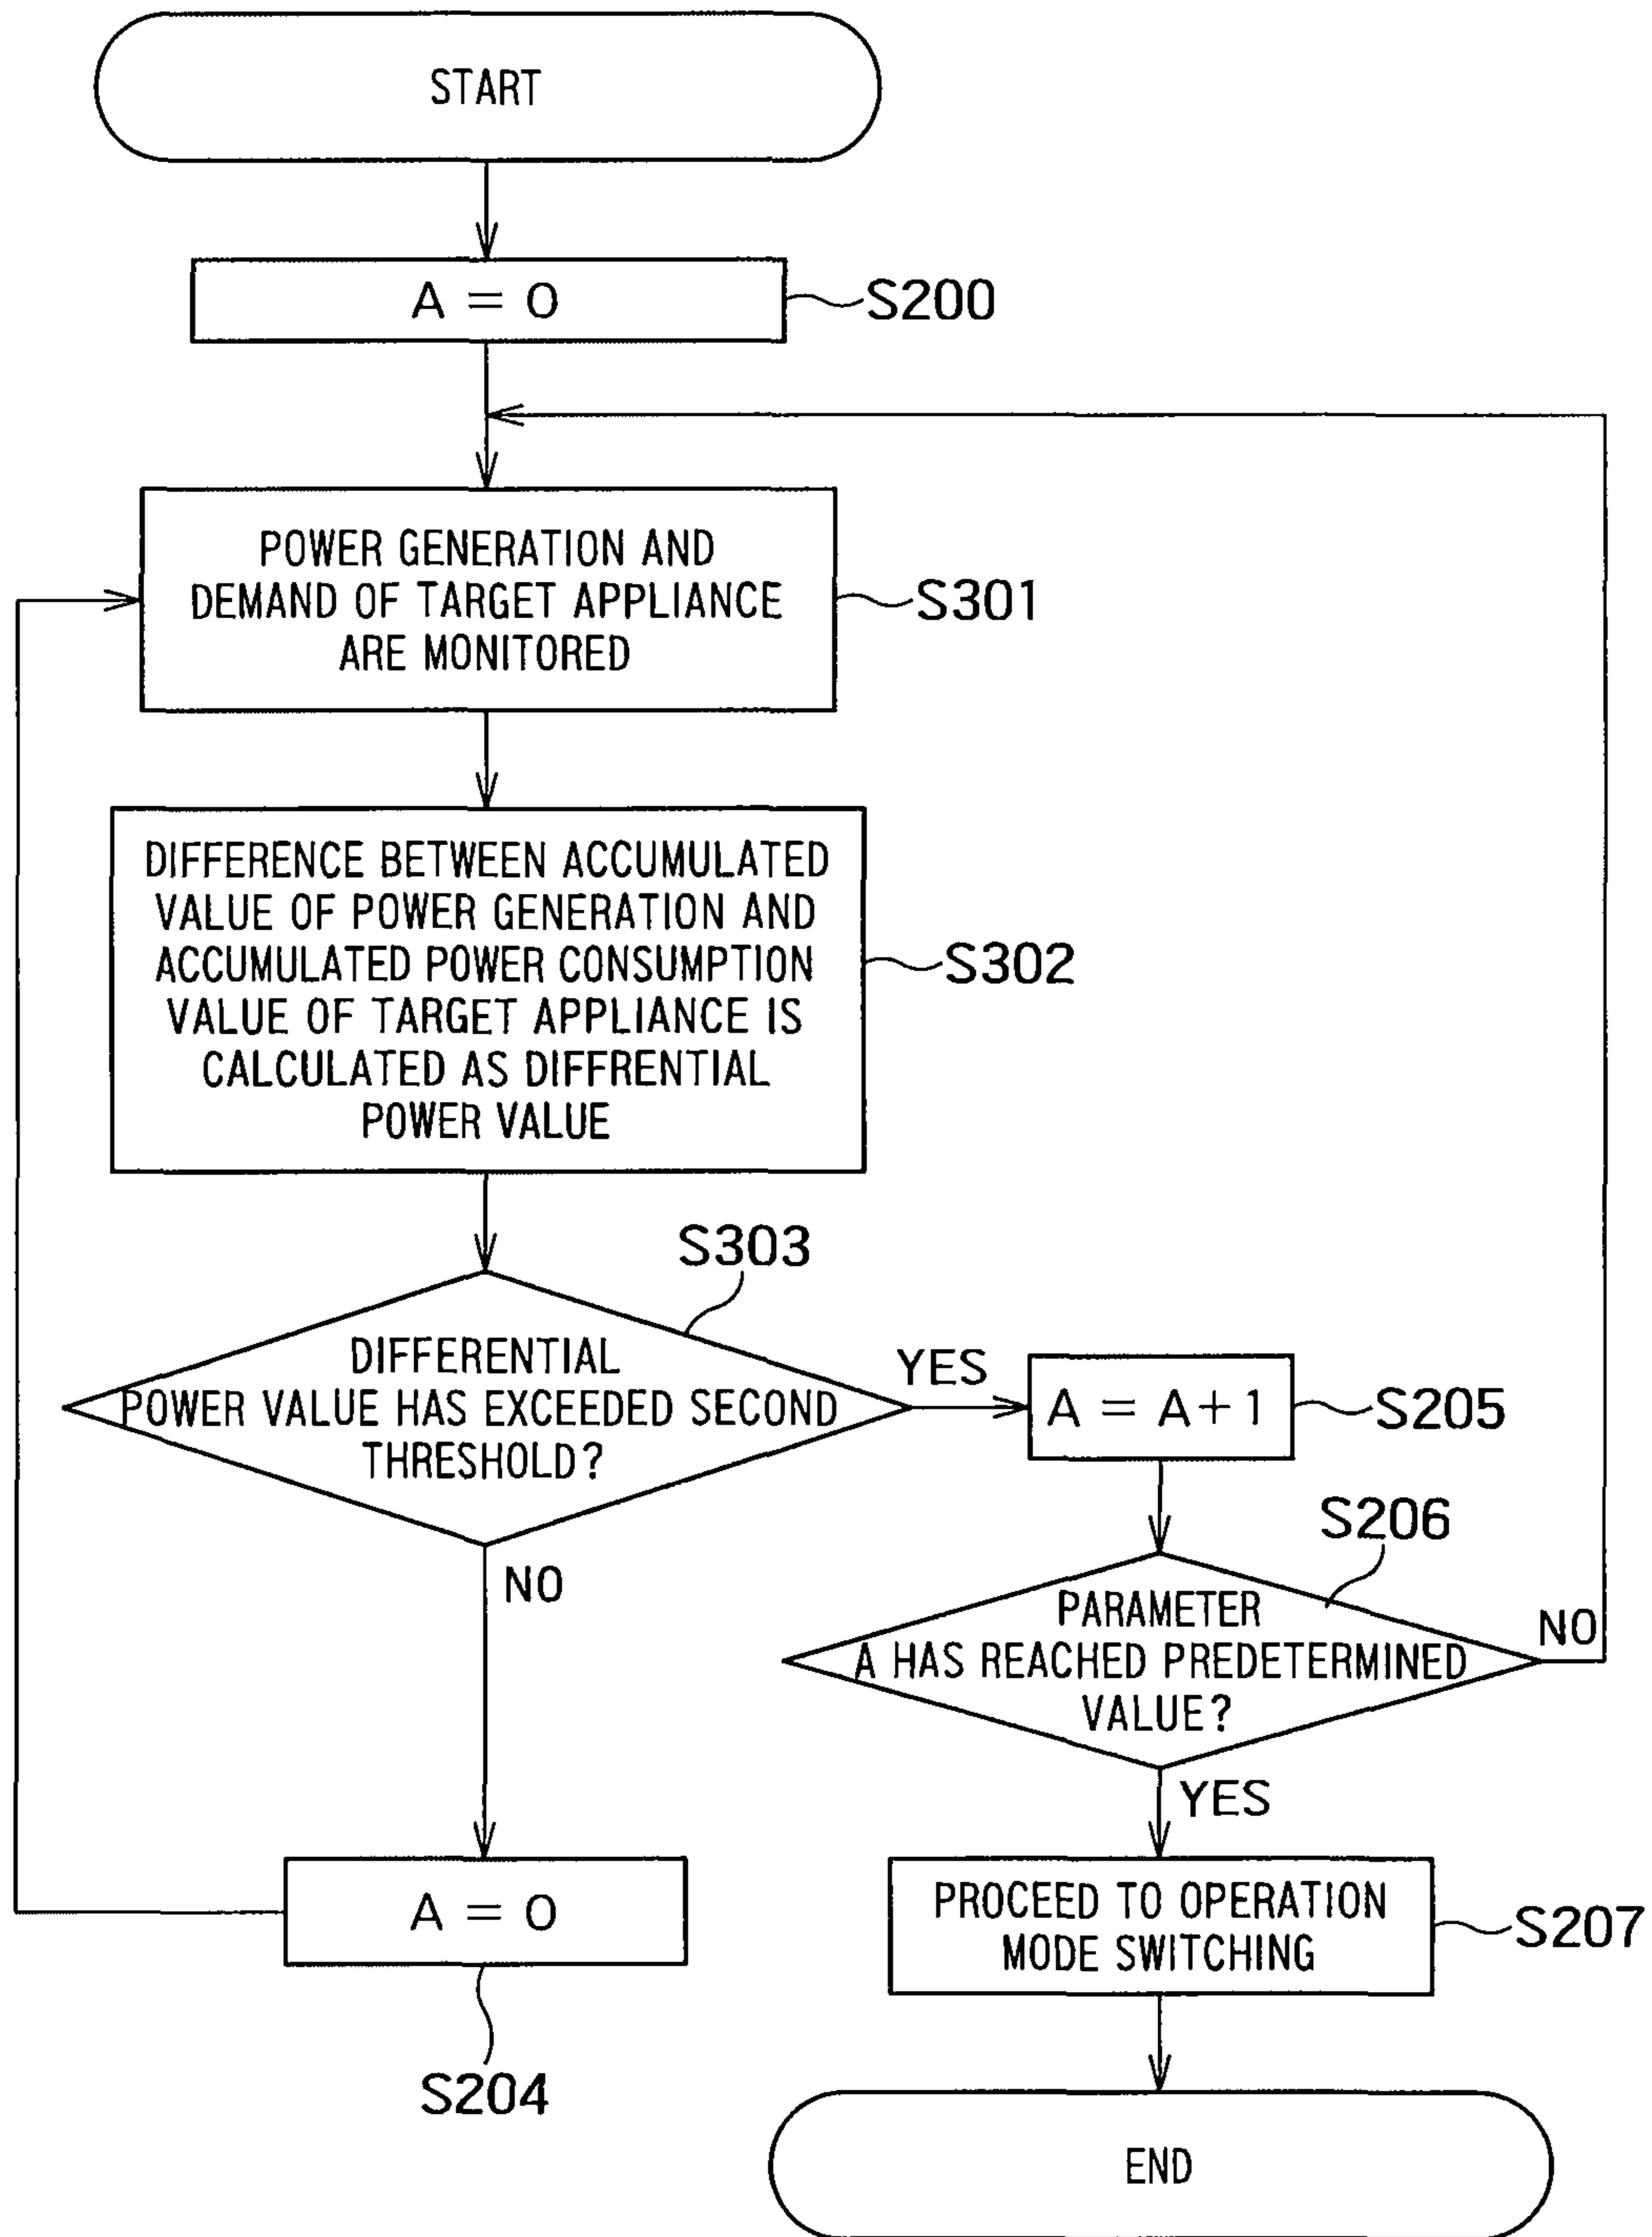 START
A = 0
S200
POWER GENERATION AND
DEMAND OF TARGET APPLIANCE
ARE MONITORED
S301
DIFFERENCE BETWEEN ACCUMULATED
VALUE OF POWER GENERATION AND
ACCUMULATED POWER CONSUMPTION
VALUE OF TARGET APPLIANCE IS
CALCULATED AS DIFFRENTIAL
POWER VALUE
S302
S303
DIFFERENTIAL
POWER VALUE HAS EXCEEDED SECOND
THRESHOLD?
YES
A = A+1
S205
NO
S206
PARAMETER
A HAS REACHED PREDETERMINED
VALUE?
NO
YES
A = 0
S204
PROCEED TO OPERATION
MODE SWITCHING
S207
END